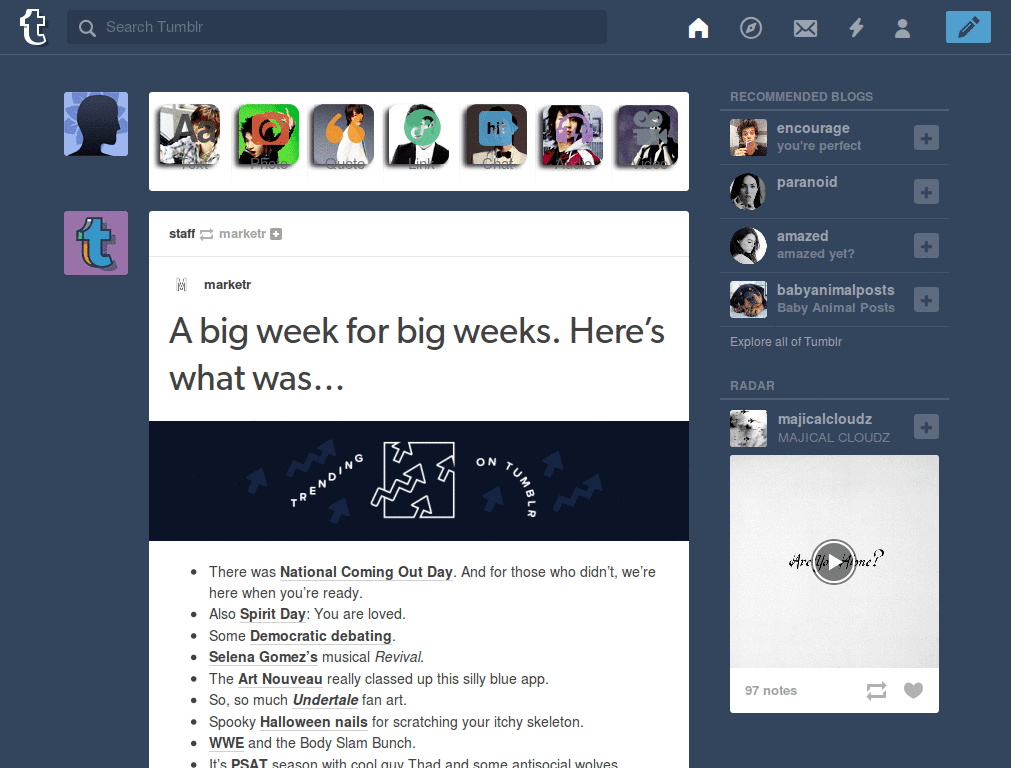 Search Tumblr
Aa
hi!
Text Photo Quote Link Chat Audio Video
staff marketr
marketr
A big week for big weeks. Here’s
what was…
TRENDING ON TUMBLR
• There was National Coming Out Day. And for those who didn’t, we’re
here when you’re ready.
• Also Spirit Day: You are loved.
• Some Democratic debating.
• Selena Gomez’s musical Revival.
• The Art Nouveau really classed up this silly blue app.
• So, so much Undertale fan art.
• Spooky Halloween nails for scratching your itchy skeleton.
• WWE and the Body Slam Bunch.
• It’s PSAT season with cool guy Thad and some antisocial wolves
RECOMMENDED BLOGS
encourage
you're perfect
paranoid
amazed
amazed yet?
babyanimalposts
Baby Animal Posts
Explore all of Tumblr
RADAR
majicalcloudz
MAJICAL CLOUDZ
Are You Alone?
97 notes